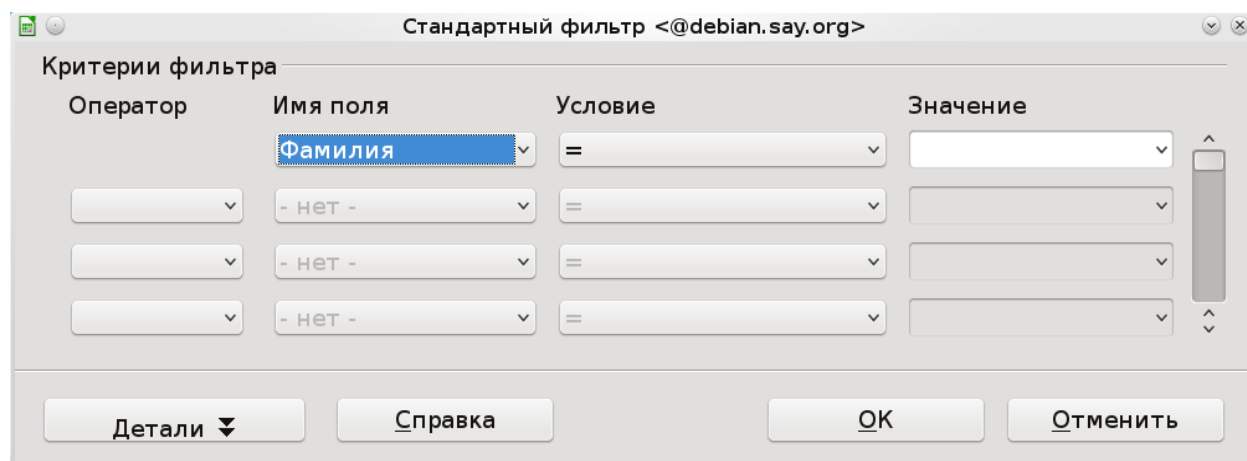 Стандартный фильтр <@debian.say.org>
Критерии фильтра
Оператор Имя поля Условие Значение
Фамилия =
- нет - =
- нет - =
- нет - =
Детали Справка OK Отменить